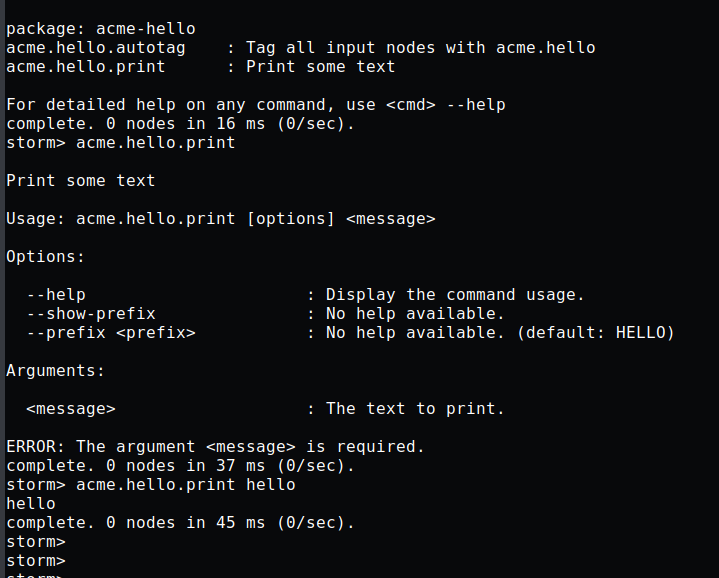 package: acme-hello
acme.hello.autotag    : Tag all input nodes with acme.hello
acme.hello.print      : Print some text
For detailed help on any command, use <cmd> --help
complete. 0 nodes in 16 ms (0/sec).
storm> acme.hello.print
Print some text
Usage: acme.hello.print [options] <message>
Options:
  --help                      : Display the command usage.
  --show-prefix               : No help available.
  --prefix <prefix>           : No help available. (default: HELLO)
Arguments:
  <message>                   : The text to print.
ERROR: The argument <message> is required.
complete. 0 nodes in 37 ms (0/sec).
storm> acme.hello.print hello
hello
complete. 0 nodes in 45 ms (0/sec).
storm>
storm>
storm>